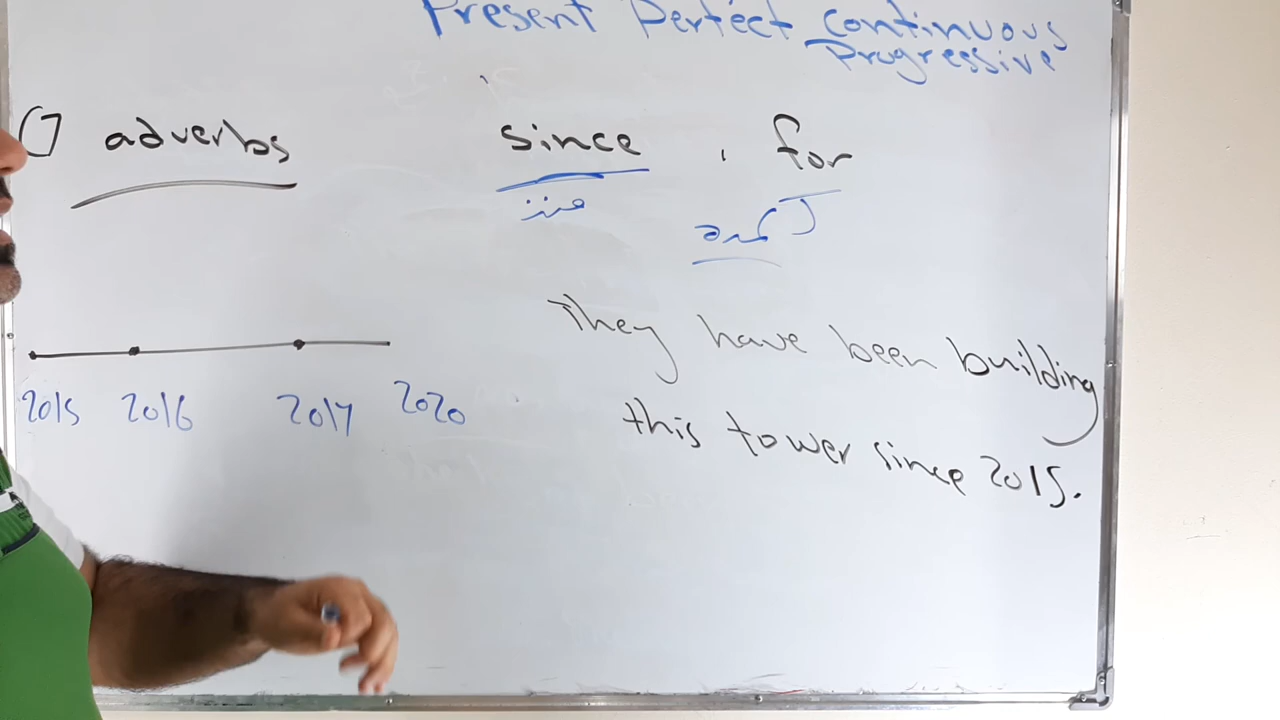 Present Perfect continuous
Progressive
adverbs
since , for
منذ
لمدة
They have been building
this tower since 2015.
2015 2016 2017 2020